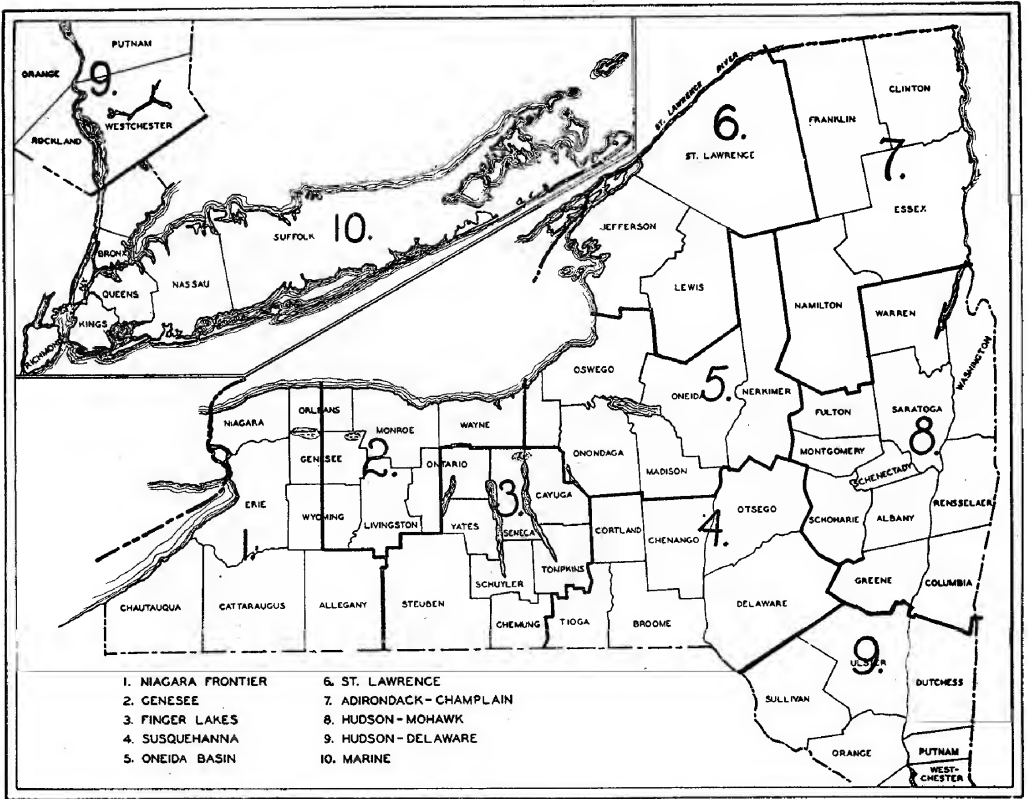 PUTNAM
ORANGE
9.
WESTCHESTER
ROCKLAND
SUFFOLK
10.
BRONX
NASSAU
QUEENS
KINGS
RICHMOND
ST. LAWRENCE RIVER
6.
ST. LAWRENCE
FRANKLIN
CLINTON
7.
ESSEX
JEFFERSON
LEWIS
HAMILTON
WARREN
WASHINGTON
OSWEGO
ONEIDA
5.
NERKIMER
FULTON
SARATOGA
8.
MONTGOMERY
SCHENECTADY
NIAGARA
ORLEANS
MONROE
WAYNE
GENESEE
2.
ONTARIO
ONONDAGA
MADISON
3.
CAYUGA
ERIE
WYOMING
LIVINGSTON
YATES
SENECA
CORTLAND
CHENANGO
4.
OTSEGO
SCHOHARIE
ALBANY
RENSSELAER
1
SCHUYLER
TONPKINS
GREENE
COLUMBIA
CHAUTAUQUA
CATTARAUGUS
ALLEGANY
STEUBEN
CHEMUNG
TIOGA
BROOME
DELAWARE
9.
ULSTER
DUTCHESS
SULLIVAN
ORANGE
PUTNAM
WEST-
CHESTER
1. NIAGARA FRONTIER
2. GENESEE
3. FINGER LAKES
4. SUSQUEHANNA
5. ONEIDA BASIN
6. ST. LAWRENCE
7. ADIRONDACK-CHAMPLAIN
8. HUDSON-MOHAWK
9. HUDSON-DELAWARE
10. MARINE